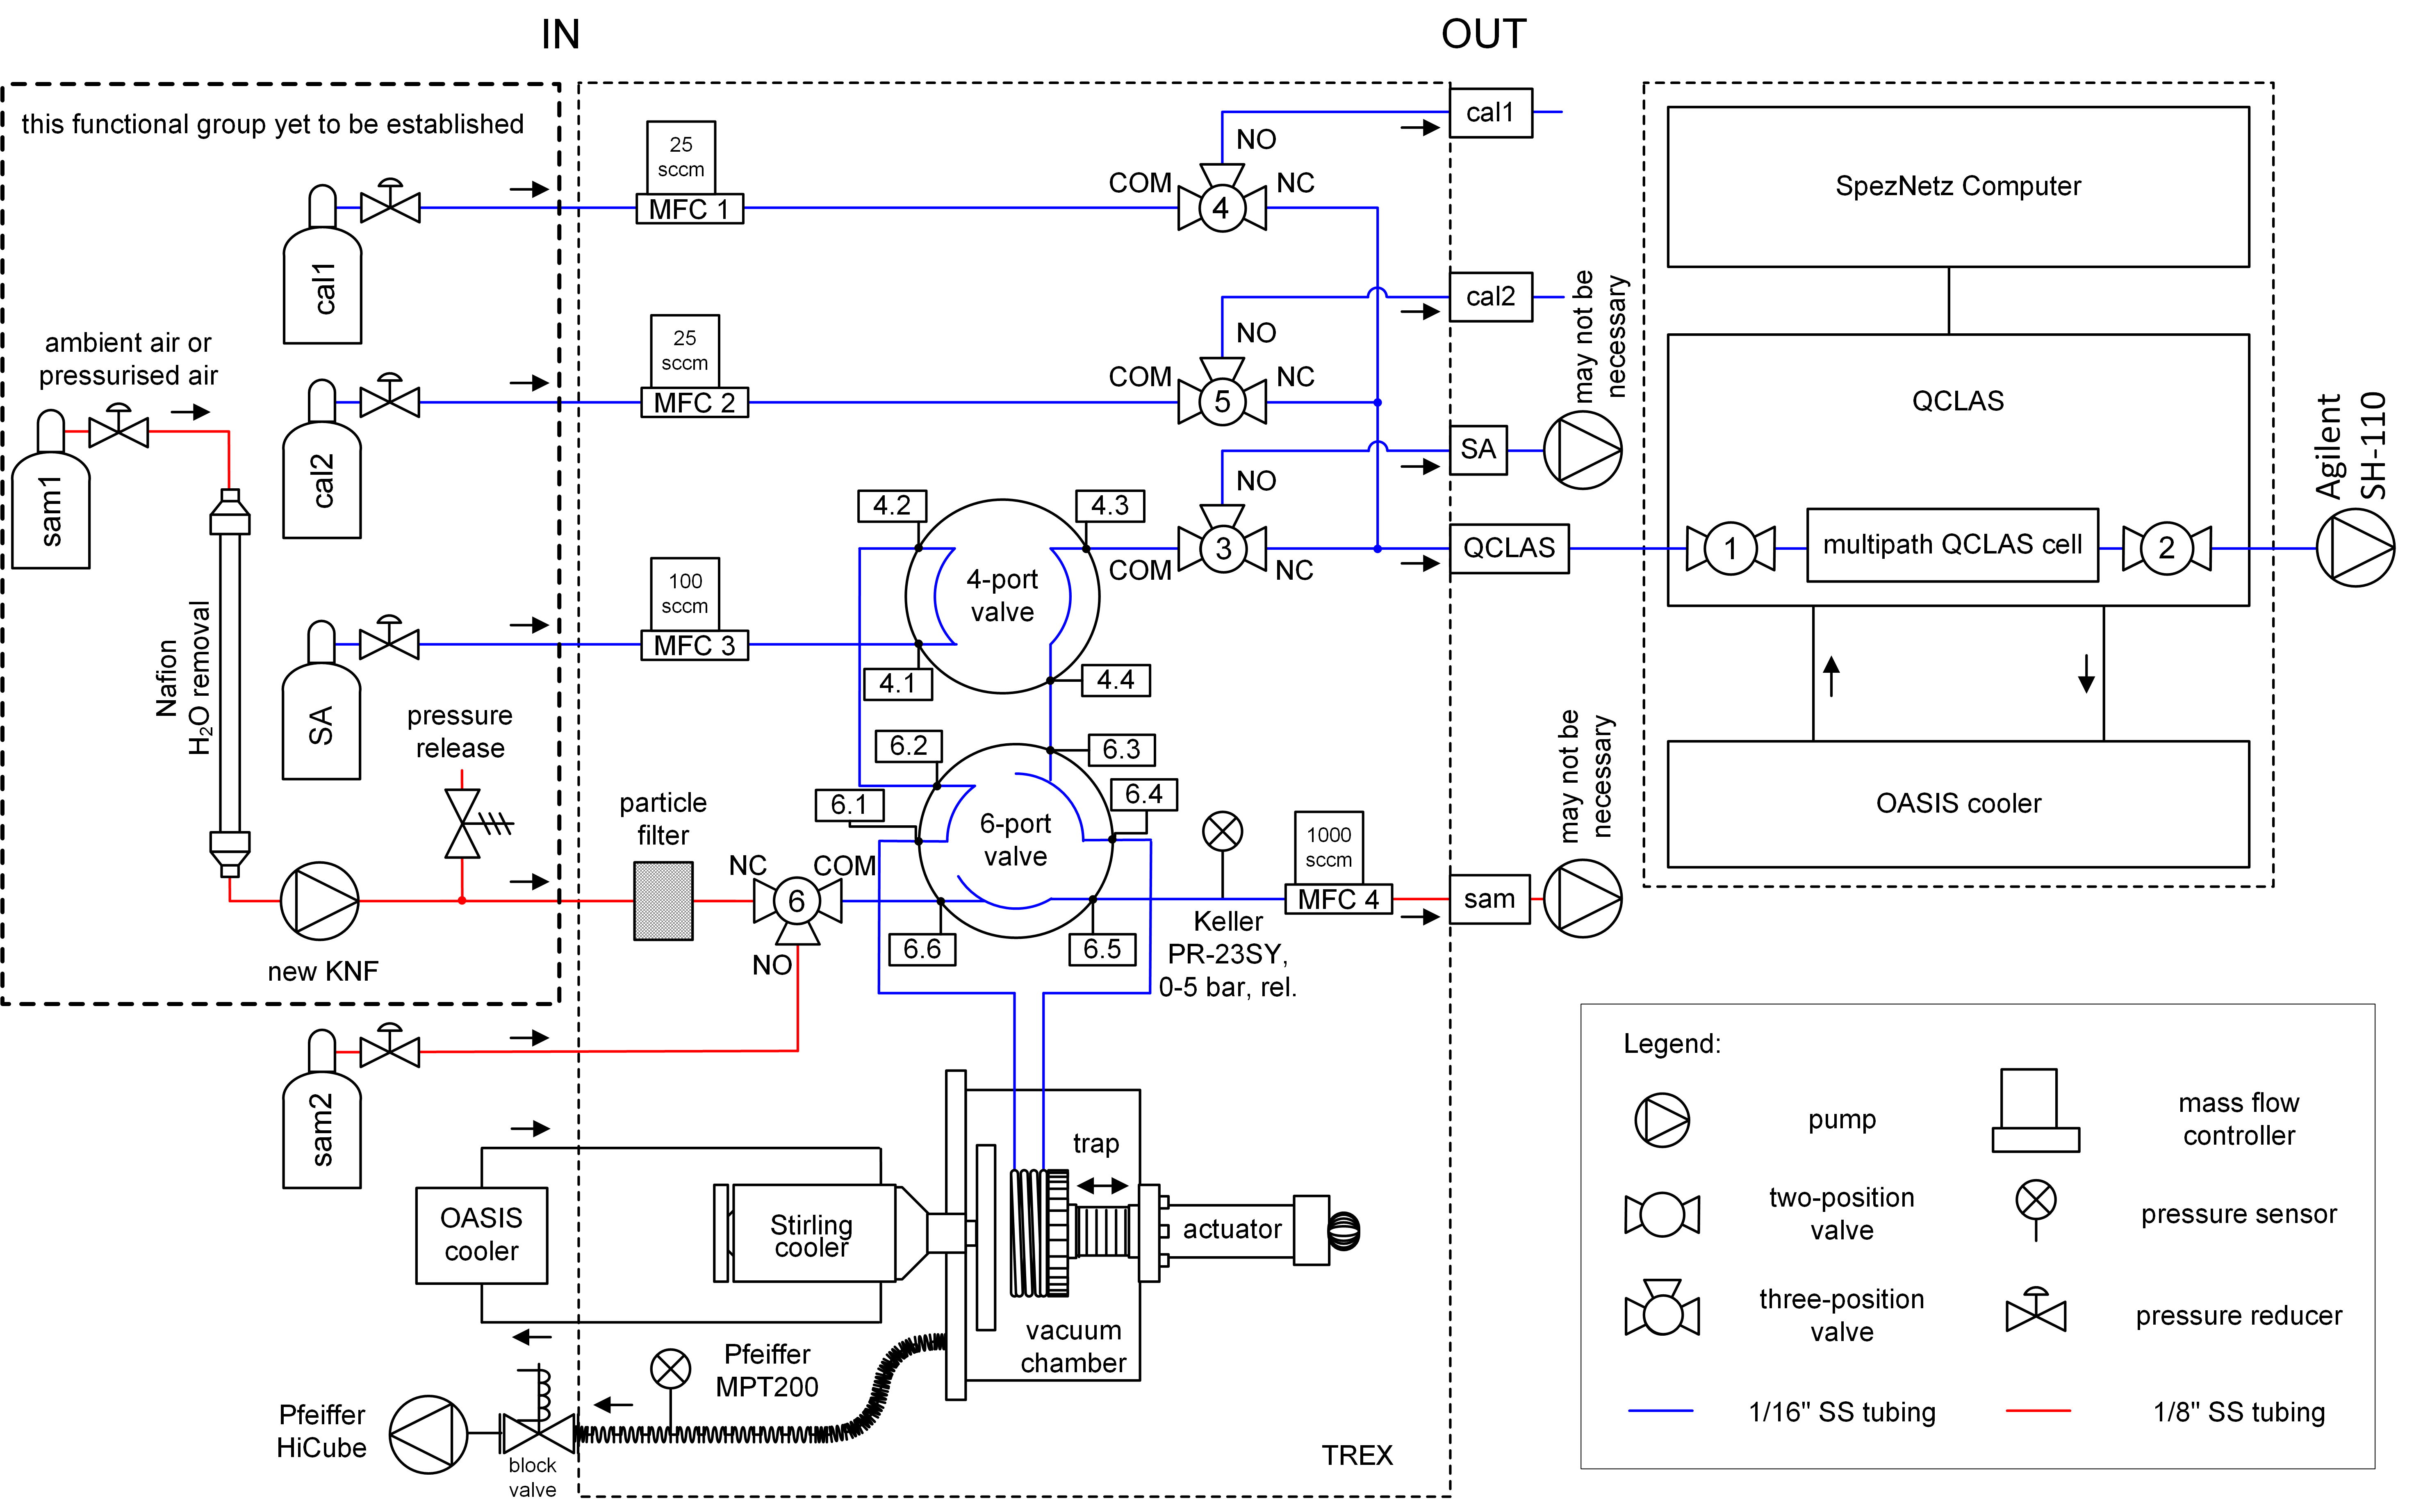 IN
OUT
this functional group yet to be established
cal1
25
sccm
MFC 1
COM
NO
NC
4
cal1
ambient air or
pressurised air
sam1
cal2
25
sccm
MFC 2
COM
NO
NC
5
cal2
may not be
necessary
SA
NO
4.2
4.3
4-port
valve
4.1
4.4
COM
3
NC
QCLAS
Nafion
H₂O removal
SA
100
sccm
MFC 3
pressure
release
new KNF
particle
filter
NC
COM
6
NO
6.2
6.3
6.1
6.4
6-port
valve
6.6
6.5
Keller
PR-23SY,
0-5 bar, rel.
1000
sccm
MFC 4
sam
may not be
necessary
SpezNetz Computer
QCLAS
1
multipath QCLAS cell
2
Agilent
SH-110
OASIS cooler
sam2
OASIS
cooler
Stirling
cooler
trap
actuator
vacuum
chamber
Pfeiffer
MPT200
Pfeiffer
HiCube
block
valve
TREX
Legend:
pump
mass flow
controller
two-position
valve
pressure sensor
three-position
valve
pressure reducer
1/16" SS tubing
1/8" SS tubing